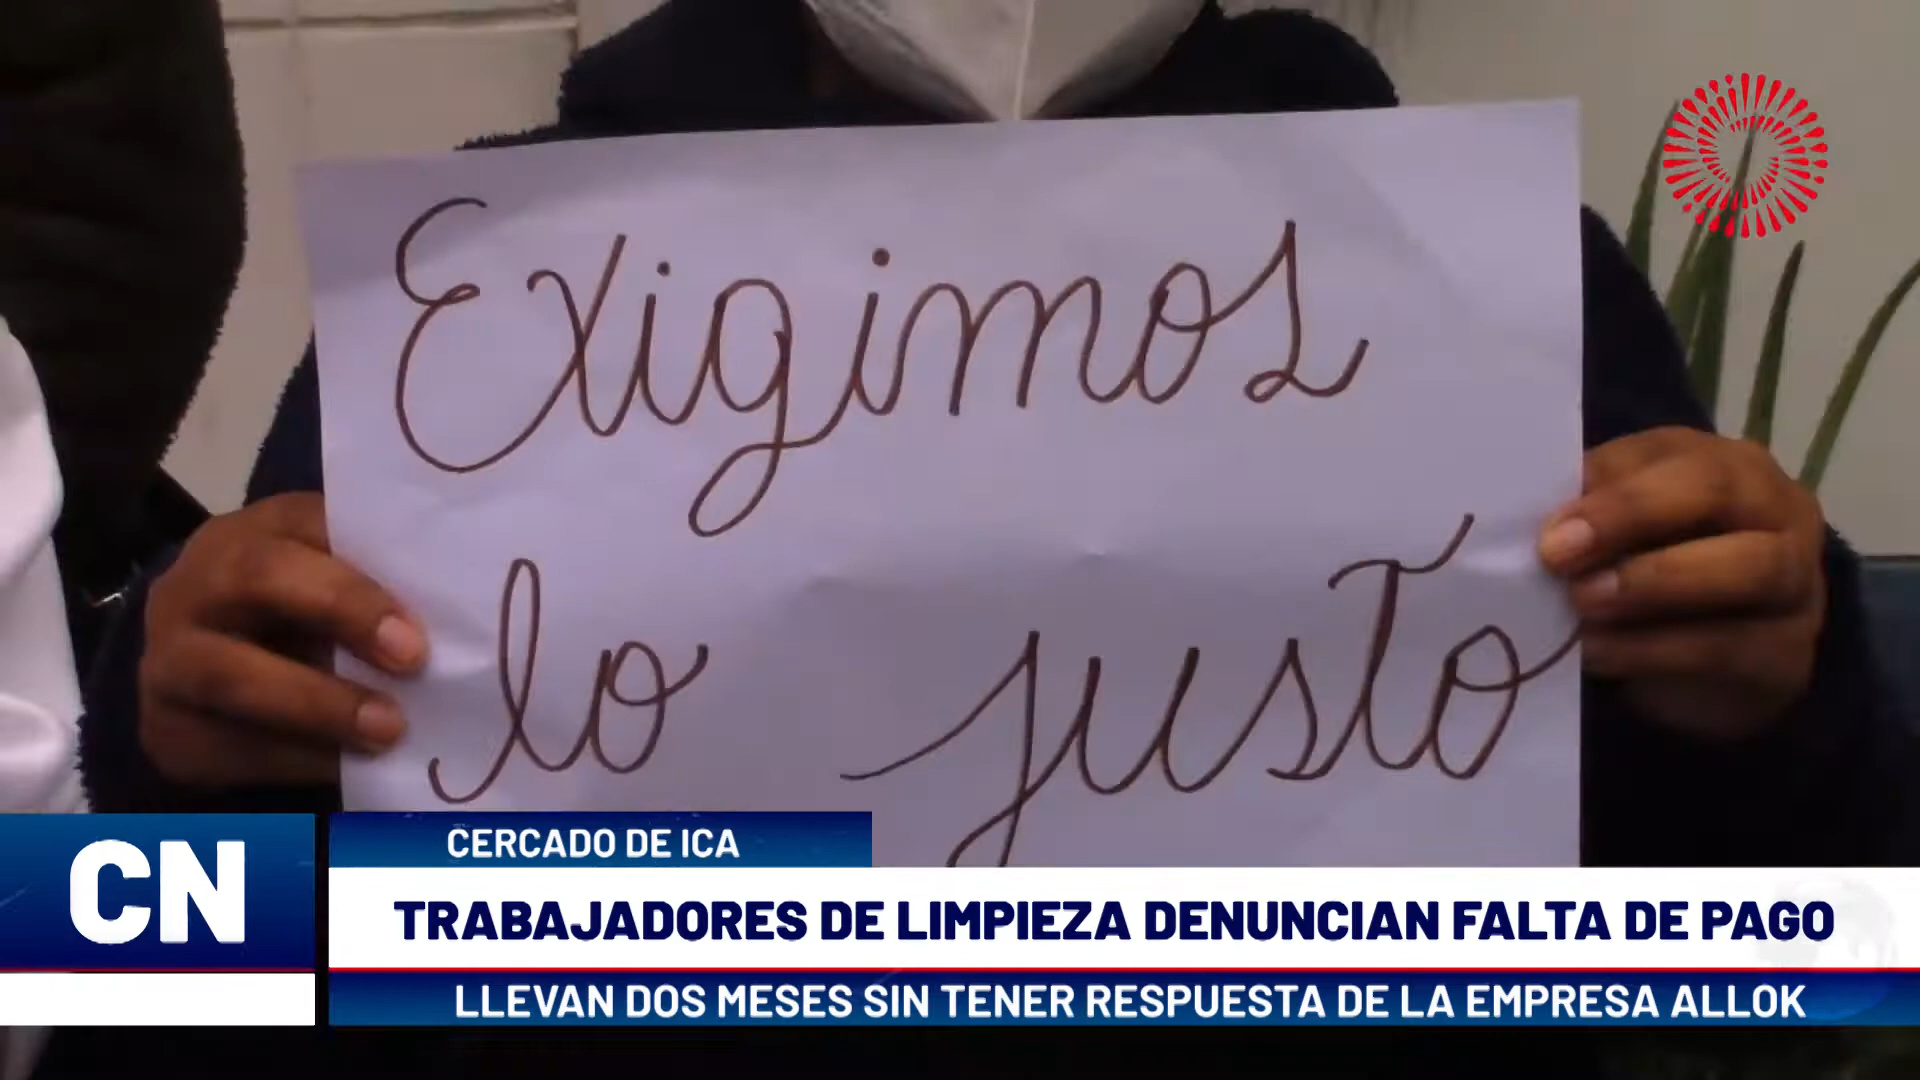 Exigimos
lo justo
CN
CERCADO DE ICA
TRABAJADORES DE LIMPIEZA DENUNCIAN FALTA DE PAGO
LLEVAN DOS MESES SIN TENER RESPUESTA DE LA EMPRESA ALLOK